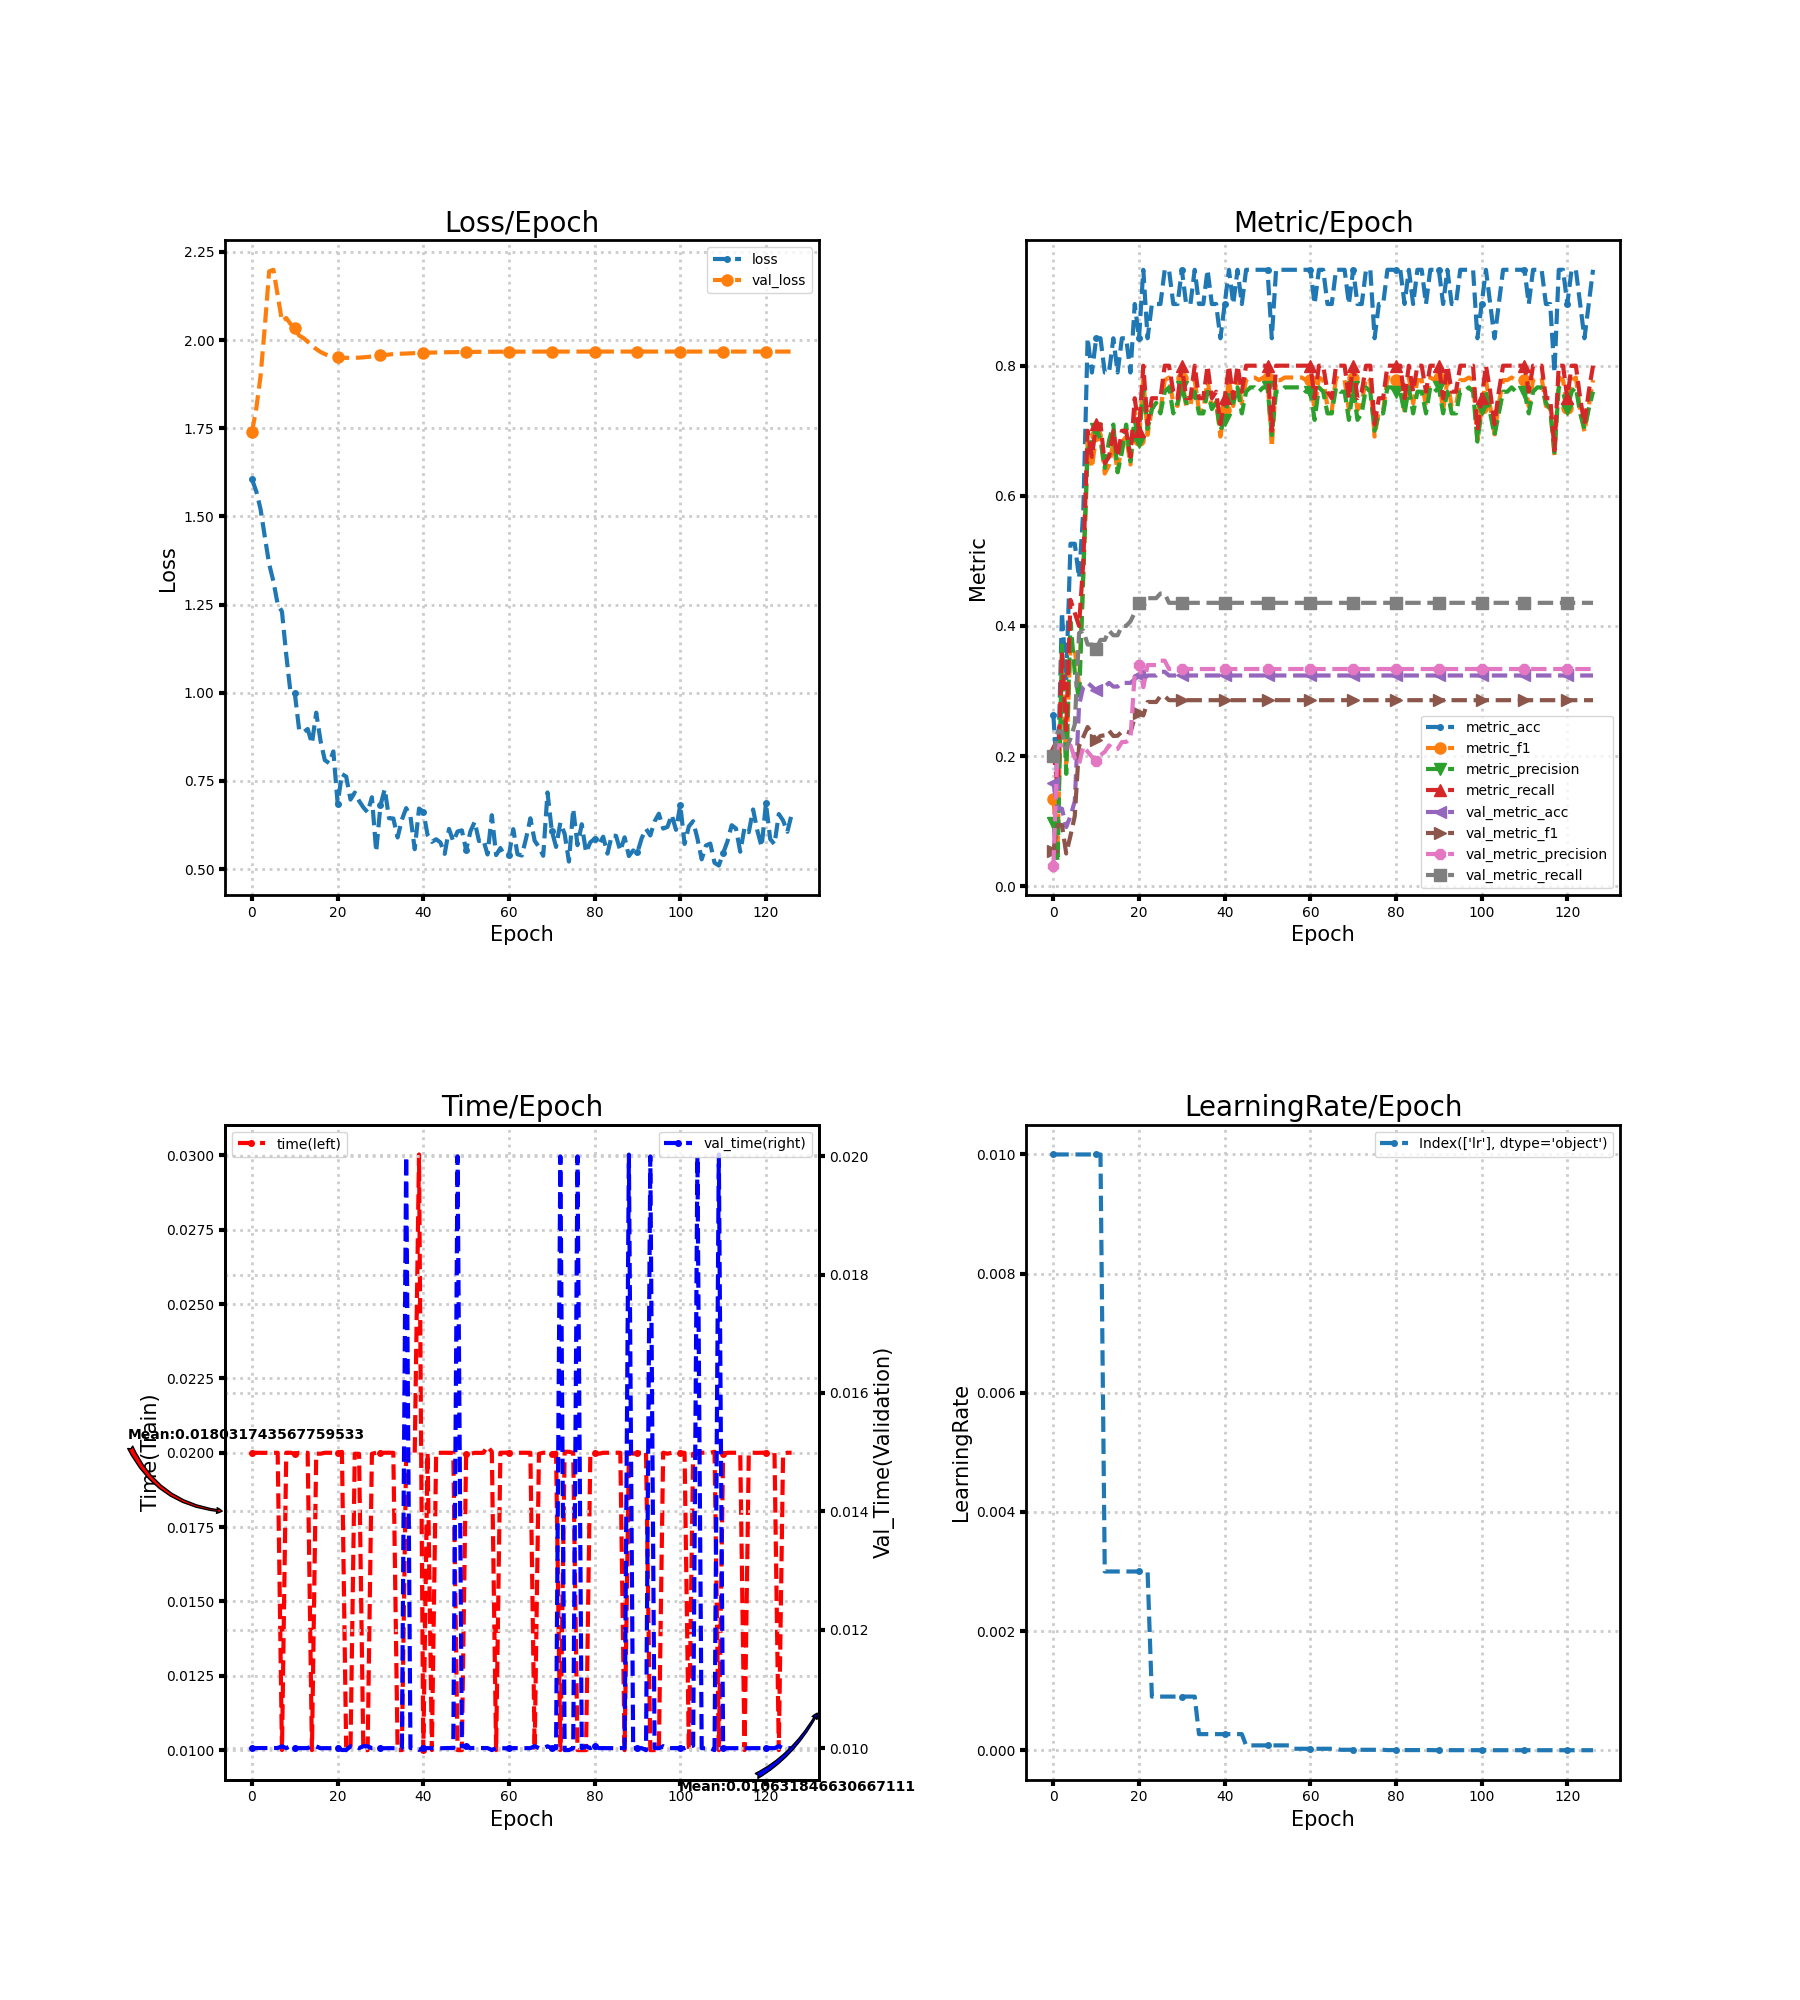 Loss/Epoch
2.25
2.00
1.75
1.50
1.25
1.00
0.75
0.50
Loss
loss
val_loss
0 20 40 60 80 100 120
Epoch
Metric/Epoch
0.8
0.6
0.4
0.2
0.0
Metric
metric_acc
metric_f1
metric_precision
metric_recall
val_metric_acc
val_metric_f1
val_metric_precision
val_metric_recall
0 20 40 60 80 100 120
Epoch
Time/Epoch
time(left)
val_time(right)
0.0300
0.0275
0.0250
0.0225
0.0200
0.0175
0.0150
0.0125
0.0100
Time(Train)
Mean:0.018031743567759533
0.020
0.018
0.016
0.014
0.012
0.010
Val_Time(Validation)
Mean:0.010631846630667111
0 20 40 60 80 100 120
Epoch
LearningRate/Epoch
Index(['lr'], dtype='object')
0.010
0.008
0.006
0.004
0.002
0.000
LearningRate
0 20 40 60 80 100 120
Epoch